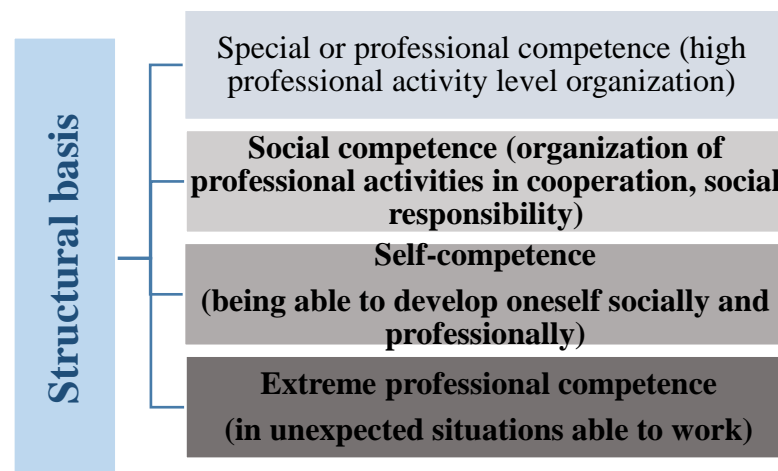 Structural basis
Special or professional competence (high
professional activity level organization)
Social competence (organization of
professional activities in cooperation, social
responsibility)
Self-competence
(being able to develop oneself socially and
professionally)
Extreme professional competence
(in unexpected situations able to work)